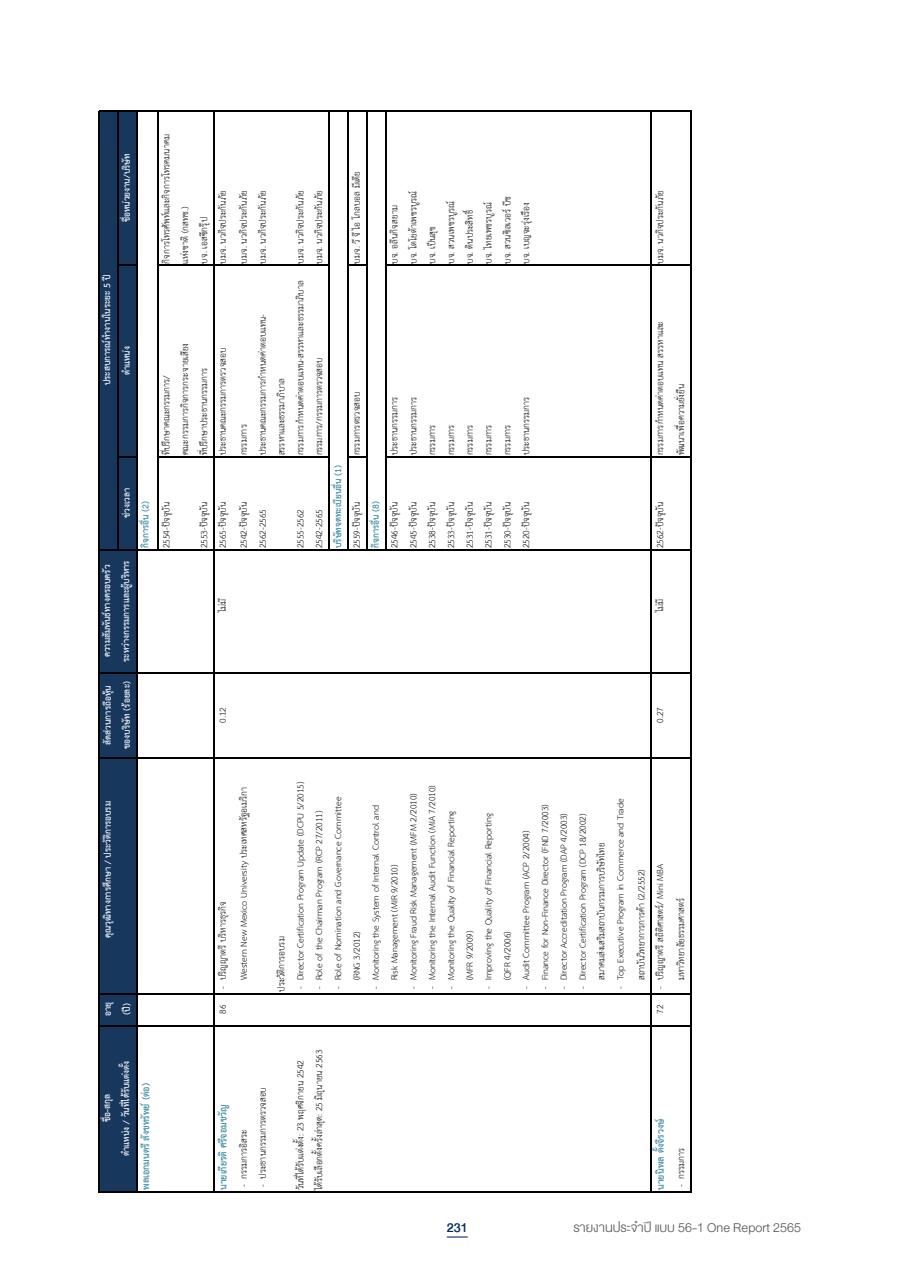 ชื่อ-สกุล
ตำแหน่ง / วันที่ได้รับแต่งตั้ง
อายุ
(ปี)
คุณวุฒิทางการศึกษา / ประวัติการอบรม
สัดส่วนการถือหุ้น
ของบริษัท (ร้อยละ)
ความสัมพันธ์ทางครอบครัว
ระหว่างกรรมการและผู้บริหาร
ประสบการณ์ทำงานในระยะ 5 ปี
ช่วงเวลา
ตำแหน่ง
ชื่อหน่วยงาน/บริษัท
พลเอกมนตรี สังขทรัพย์ (ต่อ)
กิจการอื่น (2)
2554-ปัจจุบัน
ที่ปรึกษาคณะกรรมการ/
คณะกรรมการกิจการกระจายเสียง
กิจการโทรทัศน์และกิจการโทรคมนาคม
แห่งชาติ (กสทช.)
2553-ปัจจุบัน
ที่ปรึกษาประธานกรรมการ
บจ. เอสซีกรุ๊ป
นายเกียรติ ศรีจอมขวัญ
- กรรมการอิสระ
- ประธานกรรมการตรวจสอบ
วันที่ได้รับแต่งตั้ง: 23 พฤศจิกายน 2542
ได้รับเลือกตั้งครั้งล่าสุด: 25 มิถุนายน 2563
86
- ปริญญาตรี บริหารธุรกิจ
Western New Mexico University ประเทศสหรัฐอเมริกา
ประวัติการอบรม
- Director Certification Program Update (DCPU 5/2015)
- Role of the Chairman Program (RCP 27/2011)
- Role of Nomination and Governance Committee
(RNG 3/2012)
- Monitoring the System of Internal Control and
Risk Management (MIR 9/2010)
- Monitoring Fraud Risk Management (MFM 2/2010)
- Monitoring the Internal Audit Function (MIA 7/2010)
- Monitoring the Quality of Financial Reporting
(MFR 9/2009)
- Improving the Quality of Financial Reporting
(QFR 4/2006)
- Audit Committee Program (ACP 2/2004)
- Finance for Non-Finance Director (FND 7/2003)
- Director Accreditation Program (DAP 4/2003)
- Director Certification Program (DCP 18/2002)
สมาคมส่งเสริมสถาบันกรรมการบริษัทไทย
- Top Executive Program in Commerce and Trade
สถาบันวิทยาการการค้า (2/2552)
0.12
ไม่มี
2565-ปัจจุบัน
ประธานคณะกรรมการตรวจสอบ
บมจ. นวกิจประกันภัย
2542-ปัจจุบัน
กรรมการ
บมจ. นวกิจประกันภัย
2562-2565
ประธานคณะกรรมการกำหนดค่าตอบแทน-
สรรหาและธรรมาภิบาล
บมจ. นวกิจประกันภัย
2555-2562
กรรมการกำหนดค่าตอบแทน-สรรหาและธรรมาภิบาล
บมจ. นวกิจประกันภัย
2542-2565
กรรมการ/กรรมการตรวจสอบ
บมจ. นวกิจประกันภัย
บริษัทจดทะเบียนอื่น (1)
2559-ปัจจุบัน
กรรมการตรวจสอบ
บมจ. วี จี ไอ โกลบอล มีเดีย
กิจการอื่น (8)
2546-ปัจจุบัน
ประธานกรรมการ
บจ. อลินกิจสยาม
2545-ปัจจุบัน
ประธานกรรมการ
บจ. โตโยต้าเพชรบูรณ์
2538-ปัจจุบัน
กรรมการ
บจ. เป็นสุข
2533-ปัจจุบัน
กรรมการ
บจ. สวนเพชรบูรณ์
2531-ปัจจุบัน
กรรมการ
บจ. ตินประสิทธิ์
2531-ปัจจุบัน
กรรมการ
บจ. ไทยเพชรบูรณ์
2530-ปัจจุบัน
กรรมการ
บจ. สวนซิลเวอร์ บีช
2520-ปัจจุบัน
ประธานกรรมการ
บจ. เบญจะรุ่งเรือง
นายนิพล ตั้งจีรวงษ์
- กรรมการ
72
- ปริญญาตรี สถิติศาสตร์/ Mini MBA
มหาวิทยาลัยธรรมศาสตร์
0.27
ไม่มี
2562-ปัจจุบัน
กรรมการกำหนดค่าตอบแทน สรรหาและ
พัฒนาเพื่อความยั่งยืน
บมจ. นวกิจประกันภัย
231
รายงานประจำปี แบบ 56-1 One Report 2565